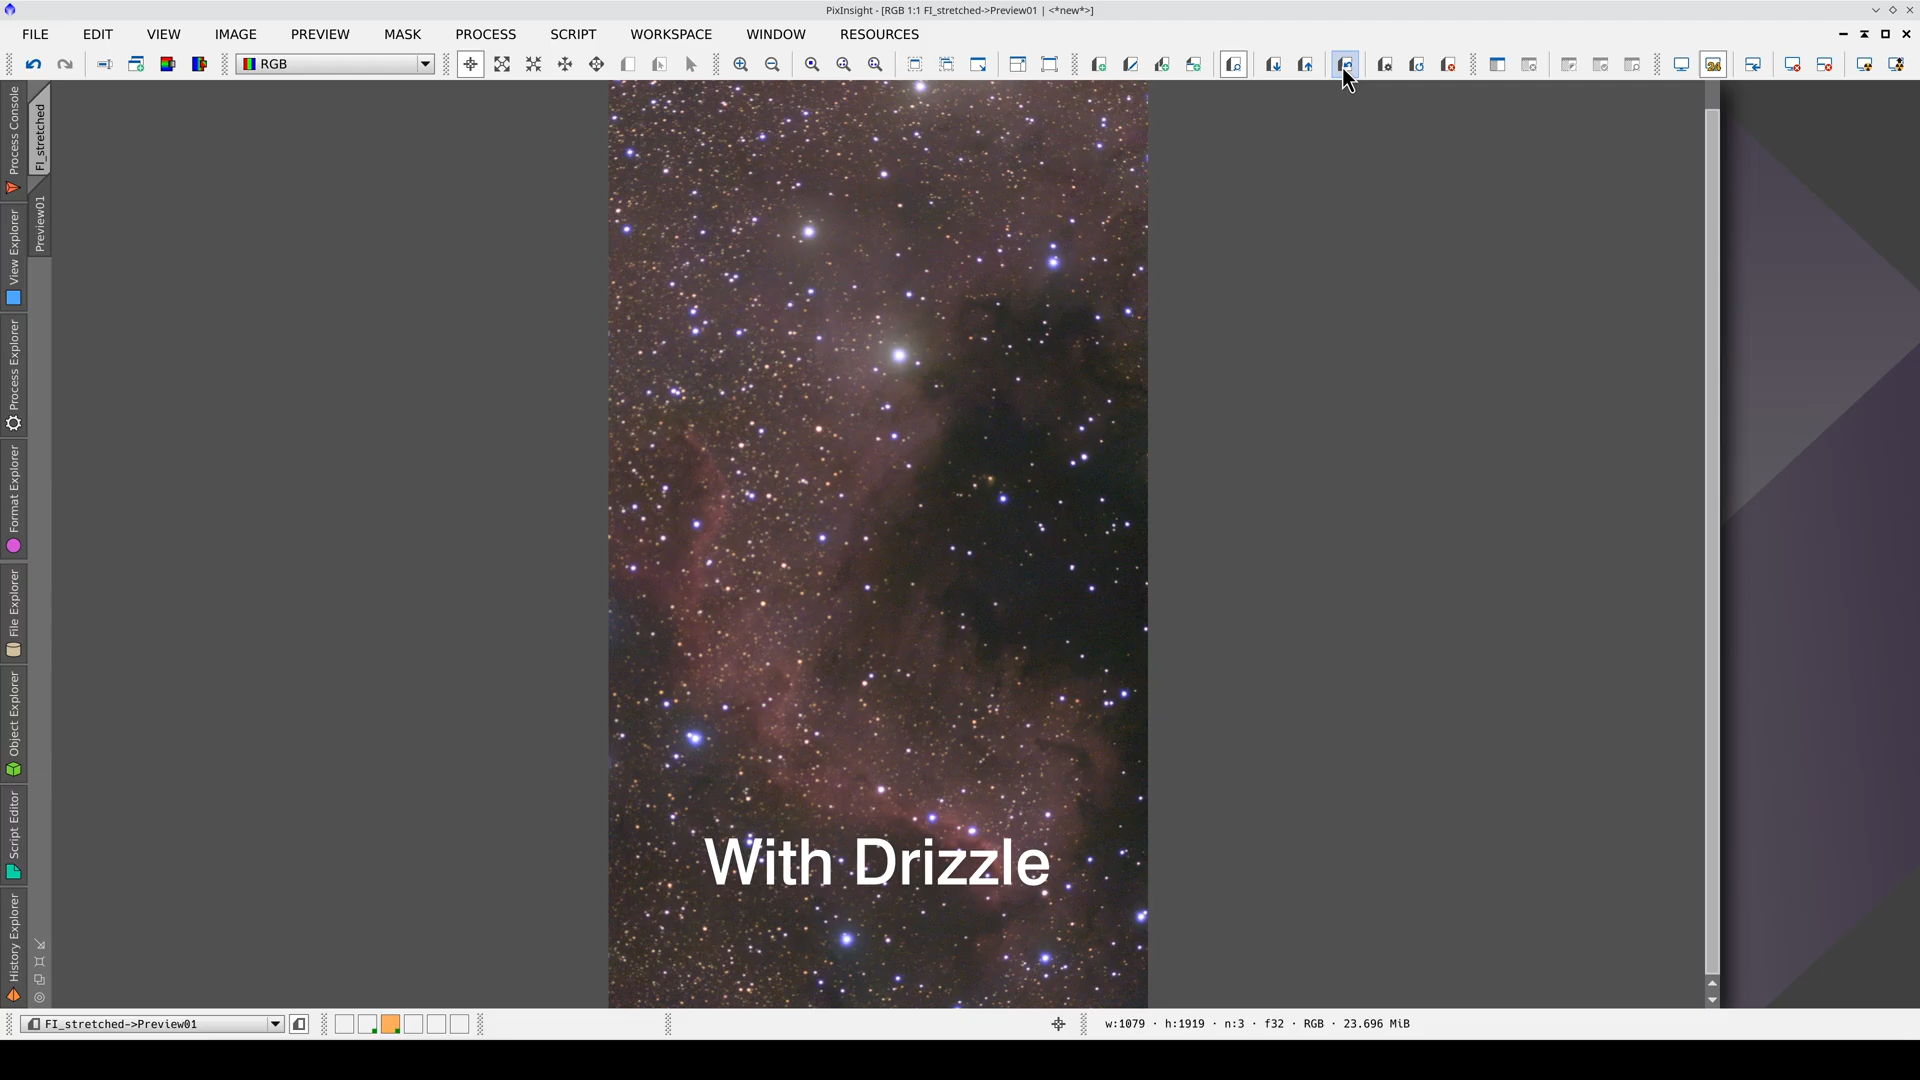 PixInsight - [RGB 1:1 FI_stretched->Preview01 | <*new*>]
FILE EDIT VIEW IMAGE PREVIEW MASK PROCESS SCRIPT WORKSPACE WINDOW RESOURCES
RGB
24
Process Console
View Explorer
Process Explorer
Format Explorer
File Explorer
Object Explorer
Script Editor
History Explorer
FI_stretched
Preview01
With Drizzle
FI_stretched->Preview01
w:1079 · h:1919 · n:3 · f32 · RGB · 23.696 MiB